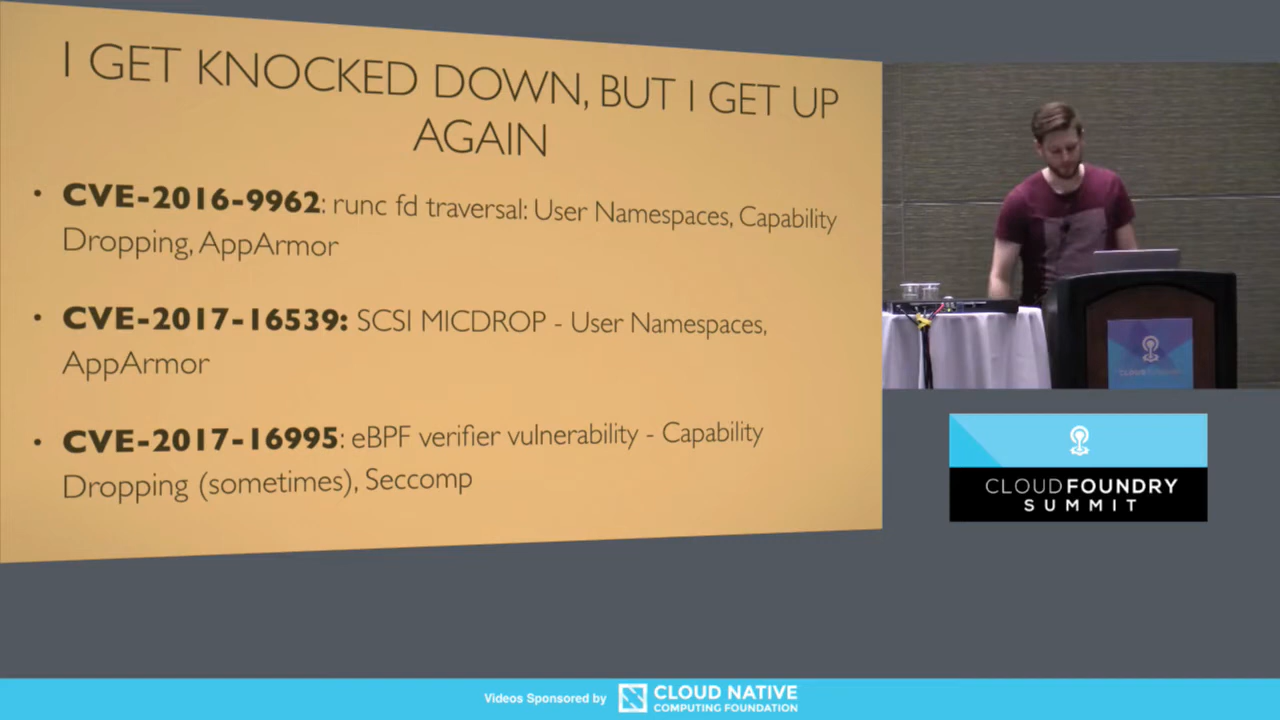 I GET KNOCKED DOWN, BUT I GET UP
AGAIN
• CVE-2016-9962: runc fd traversal: User Namespaces, Capability
Dropping, AppArmor
• CVE-2017-16539: SCSI MICDROP - User Namespaces,
AppArmor
• CVE-2017-16995: eBPF verifier vulnerability - Capability
Dropping (sometimes), Seccomp
CLOUD FOUNDRY
CLOUDFOUNDRY
SUMMIT
Videos Sponsored by
CLOUD NATIVE
COMPUTING FOUNDATION